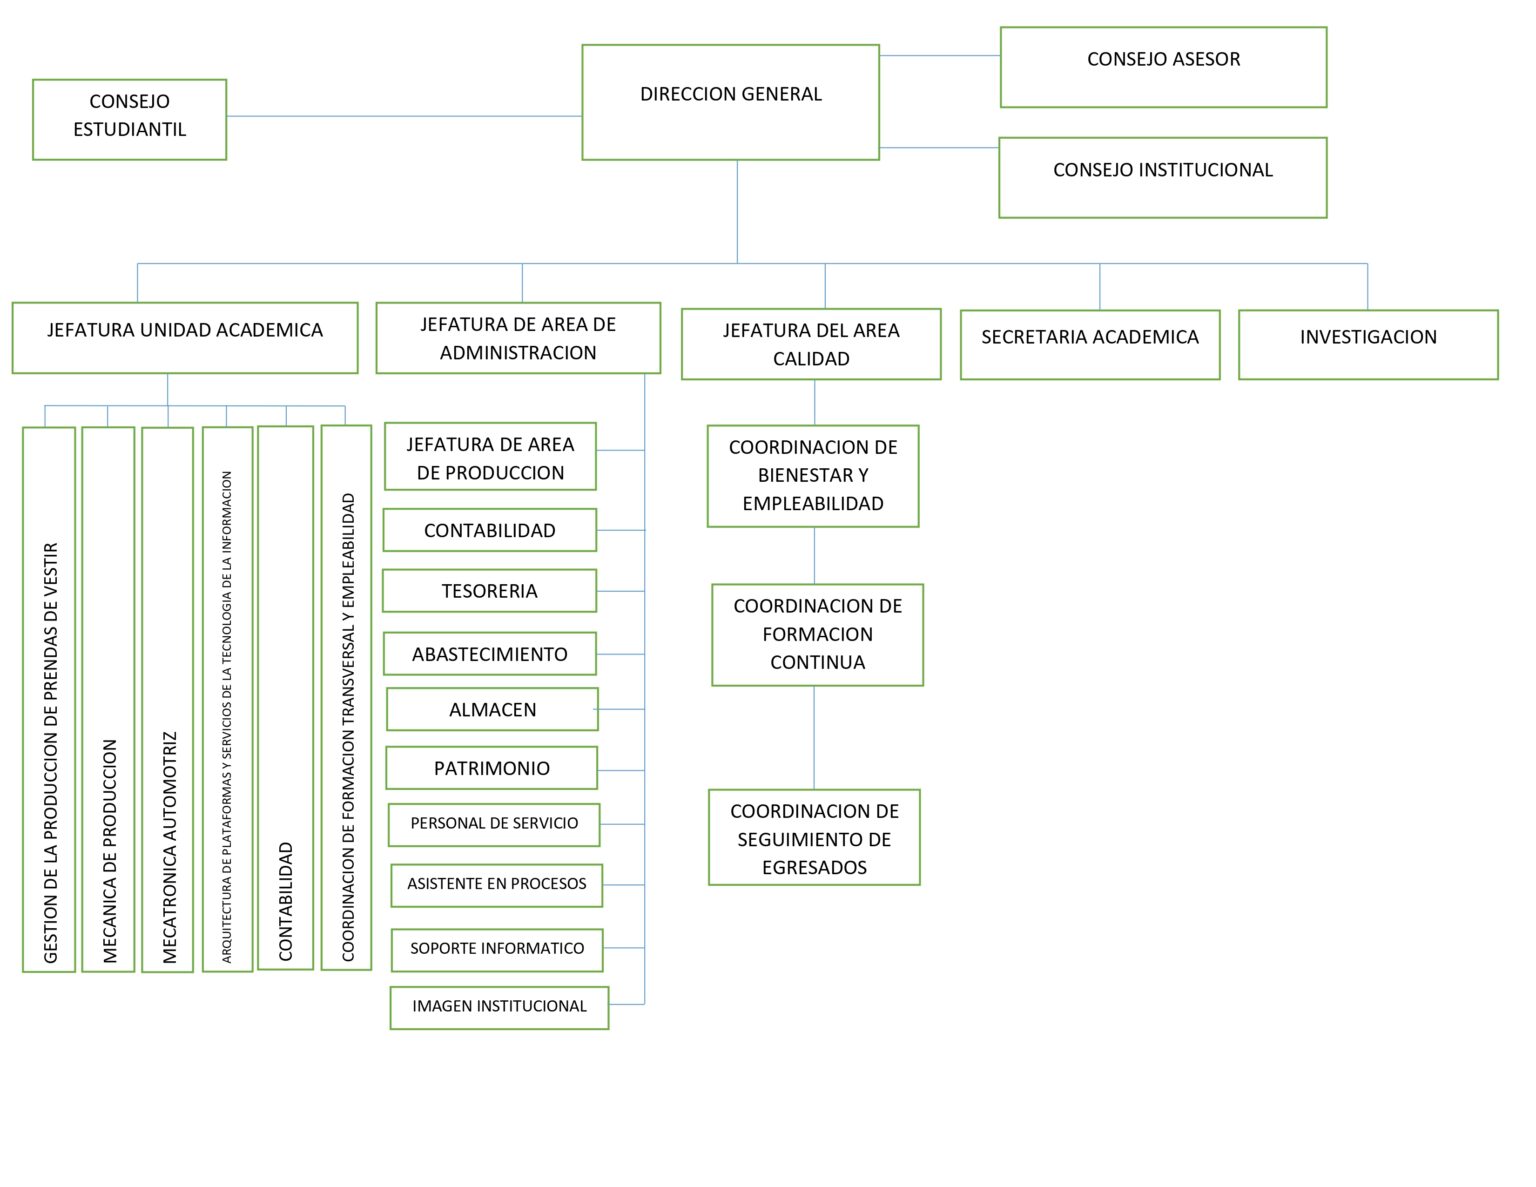 CONSEJO
ESTUDIANTIL
DIRECCION GENERAL
CONSEJO ASESOR
CONSEJO INSTITUCIONAL
JEFATURA UNIDAD ACADEMICA
JEFATURA DE AREA DE
ADMINISTRACION
JEFATURA DEL AREA
CALIDAD
SECRETARIA ACADEMICA
INVESTIGACION
GESTION DE LA PRODUCCION DE PRENDAS DE VESTIR
MECANICA DE PRODUCCION
MECATRONICA AUTOMOTRIZ
ARQUITECTURA DE PLATAFORMAS Y SERVICIOS DE LA TECNOLOGIA DE LA INFORMACION
CONTABILIDAD
COORDINACION DE FORMACION TRANSVERSAL Y EMPLEABILIDAD
JEFATURA DE AREA
DE PRODUCCION
CONTABILIDAD
TESORERIA
ABASTECIMIENTO
ALMACEN
PATRIMONIO
PERSONAL DE SERVICIO
ASISTENTE EN PROCESOS
SOPORTE INFORMATICO
IMAGEN INSTITUCIONAL
COORDINACION DE
BIENESTAR Y
EMPLEABILIDAD
COORDINACION DE
FORMACION
CONTINUA
COORDINACION DE
SEGUIMIENTO DE
EGRESADOS